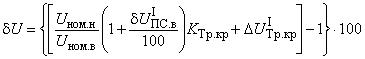 δU = {[ U_ном.н / U_ном.в (1 + δU^I_ПС.в / 100) K_Тр.кр + ΔU^I_Тр.кр ] − 1} · 100